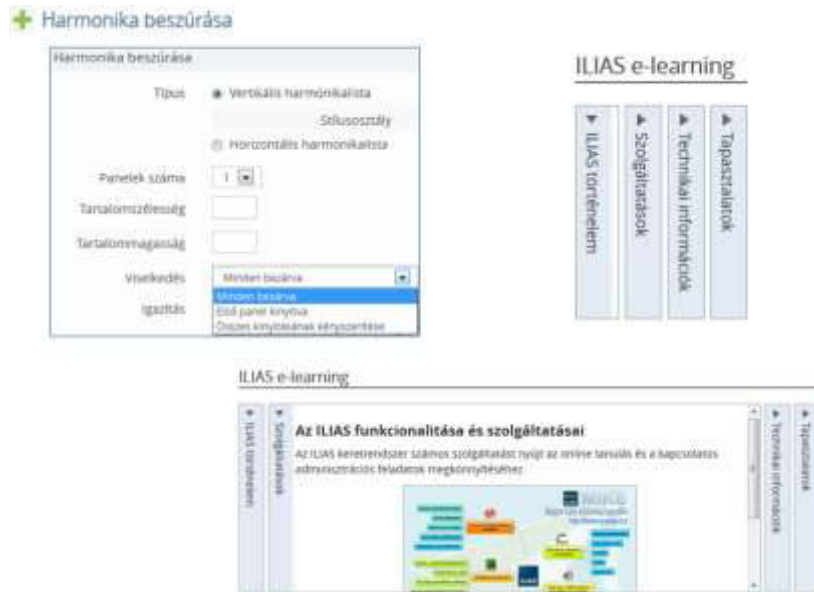 Harmonika beszúrása
Harmonika beszúrása
Típus
Vertikális harmonikalista
Stílusosztály
Horizontális harmonikalista
Panelek száma
1
Tartalomszélesség
Tartalommagasság
Viselkedés
Minden bezárva
Minden bezárva
Első panel kinyitva
Összes kinyitásának kényszerítése
Igazítás
ILIAS e-learning
ILIAS történelem
Szolgáltatások
Technikai információk
Tapasztalatok
ILIAS e-learning
ILIAS történelem
Szolgáltatások
Az ILIAS funkcionalitása és szolgáltatásai
Az ILIAS keretrendszer számos szolgáltatást nyújt az online tanulás és a kapcsolatos
adminisztrációs feladatok megkönnyítéséhez
Technikai információk
Tapasztalatok